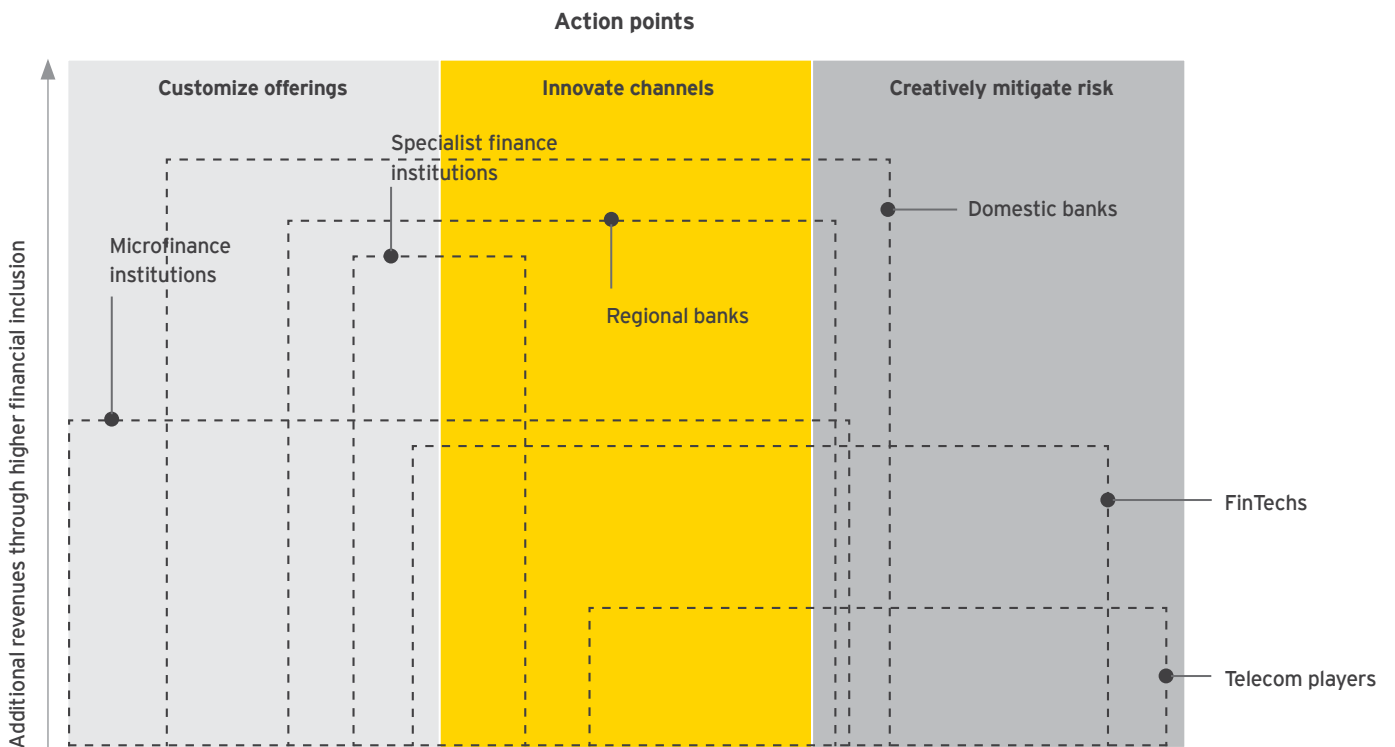 Action points
Customize offerings
Innovate channels
Creatively mitigate risk
Specialist finance
institutions
Domestic banks
Microfinance
institutions
Regional banks
FinTechs
Telecom players
Additional revenues through higher financial inclusion